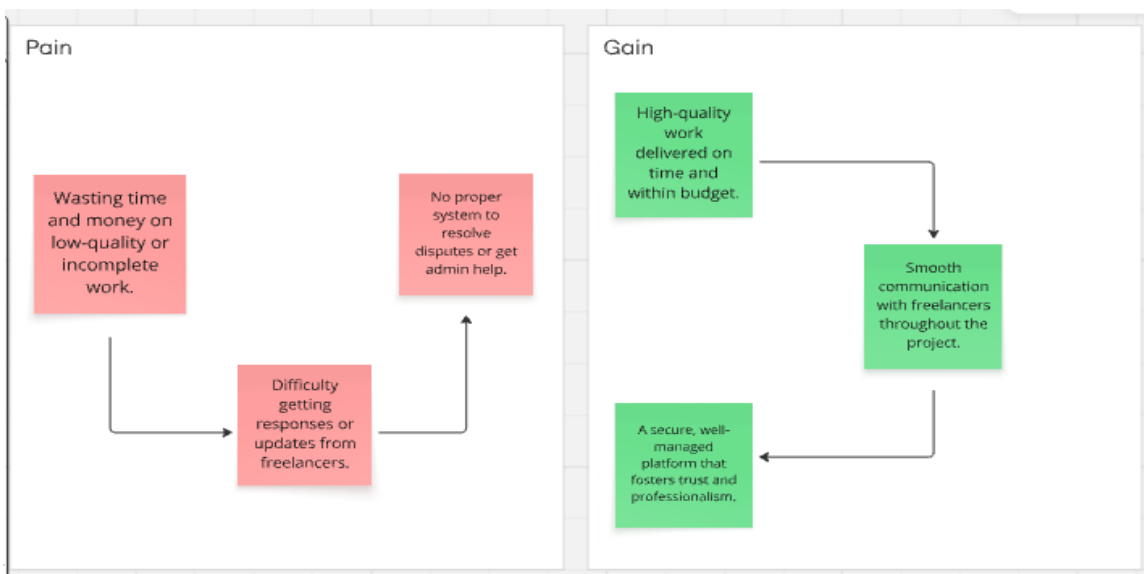 Pain
Wasting time
and money on
low-quality or
incomplete
work.
Difficulty
getting
responses or
updates from
freelancers.
No proper
system to
resolve
disputes or get
admin help.
Gain
High-quality
work
delivered on
time and
within budget.
Smooth
communication
with freelancers
throughout the
project.
A secure, well-
managed
platform that
fosters trust and
professionalism.